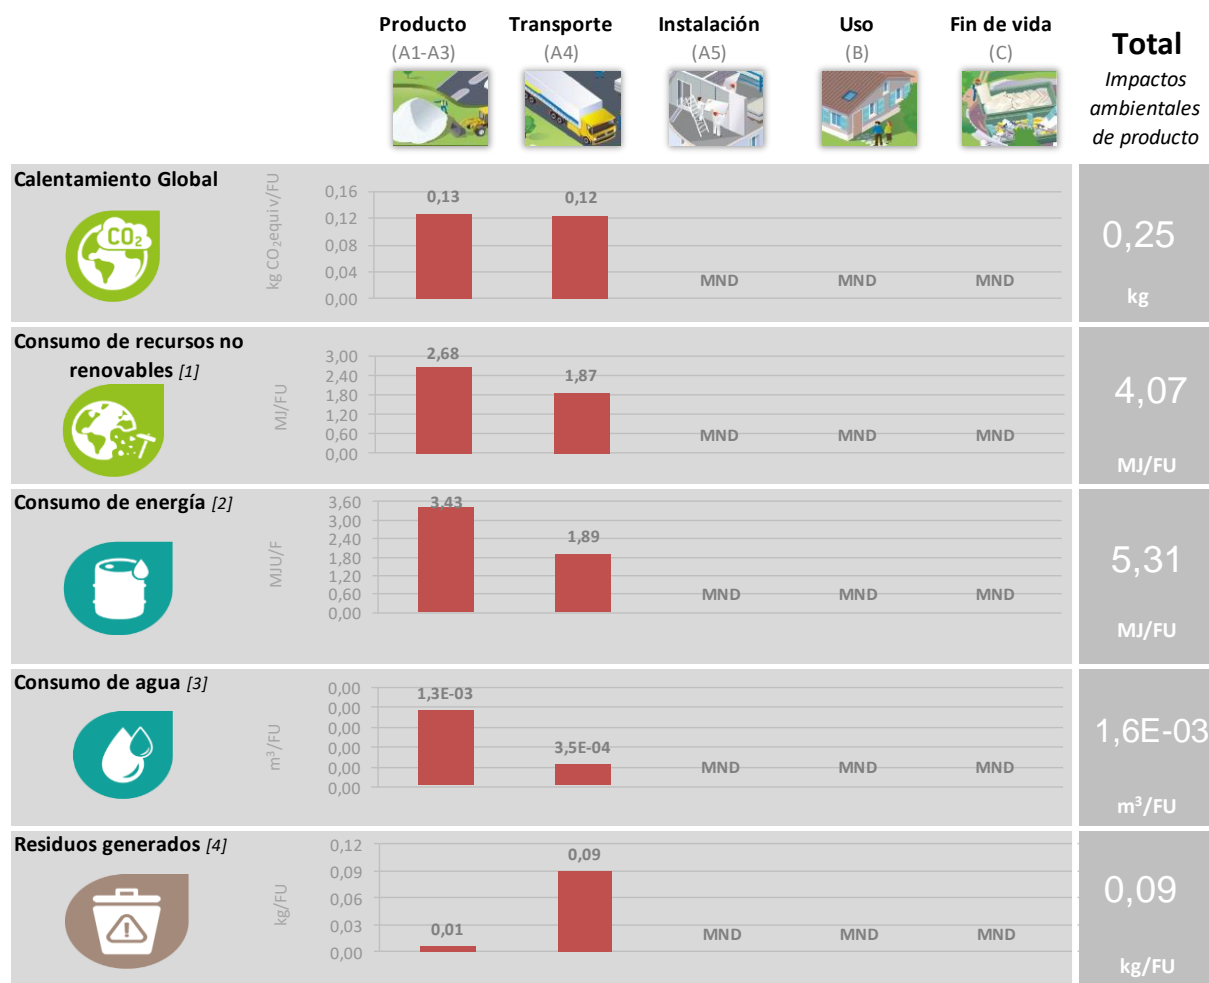 Producto Transporte Instalación Uso Fin de vida
(A1-A3) (A4) (A5) (B) (C)
Total
Impactos
ambientales
de producto
Calentamiento Global
CO2
kg CO₂equiv/FU
0,16
0,12
0,08
0,04
0,00
0,13 0,12 MND MND MND
0,25
kg
Consumo de recursos no
renovables [1]
MJ/FU
3,00
2,40
1,80
1,20
0,60
0,00
2,68 1,87 MND MND MND
4,07
MJ/FU
Consumo de energía [2]
MJU/F
3,60
3,00
2,40
1,80
1,20
0,60
0,00
3,43 1,89 MND MND MND
5,31
MJ/FU
Consumo de agua [3]
m³/FU
0,00
0,00
0,00
0,00
0,00
0,00
1,3E-03 3,5E-04 MND MND MND
1,6E-03
m³/FU
Residuos generados [4]
kg/FU
0,12
0,09
0,06
0,03
0,00
0,01 0,09 MND MND MND
0,09
kg/FU